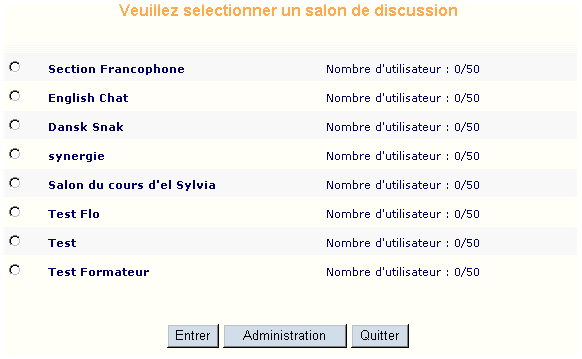 Veuillez selectionner un salon de discussion
Section Francophone Nombre d'utilisateur : 0/50
English Chat Nombre d'utilisateur : 0/50
Dansk Snak Nombre d'utilisateur : 0/50
synergie Nombre d'utilisateur : 0/50
Salon du cours d'el Sylvia Nombre d'utilisateur : 0/50
Test Flo Nombre d'utilisateur : 0/50
Test Nombre d'utilisateur : 0/50
Test Formateur Nombre d'utilisateur : 0/50
Entrer Administration Quitter